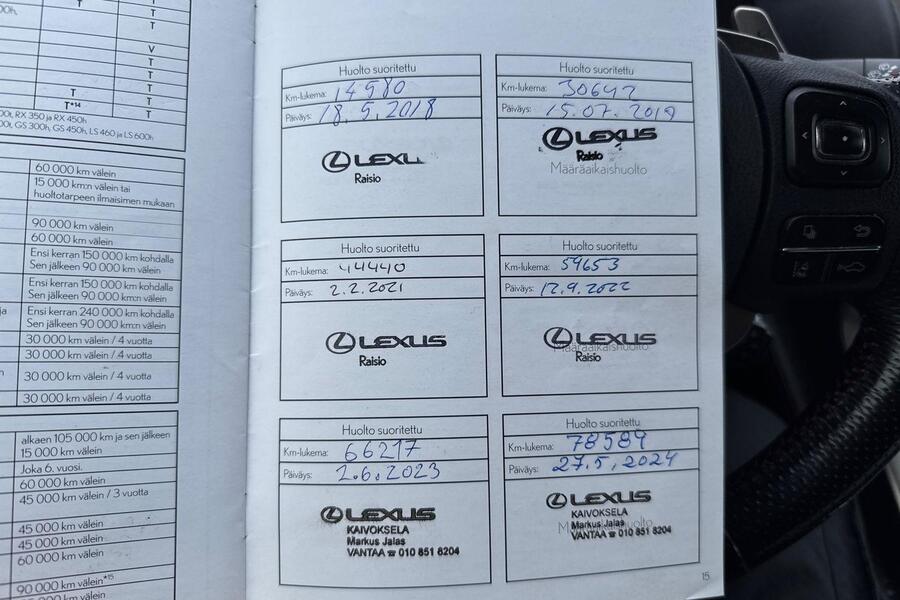 00h,
T
T
V
T
T
T T
T*14 T
00t, RX 350 ja RX 450h
00t, GS 300h, GS 450h, LS 460 ja LS 600h
60 000 km välein
15 000 km:n välein tai
huoltotarpeen ilmaisimen mukaan
90 000 km välein
60 000 km välein
Ensi kerran 150 000 km kohdalla
Sen jälkeen 90 000 km välein
Ensi kerran 150 000 km kohdalla
Sen jälkeen 90 000 km:n välein
Ensi kerran 240 000 km kohdalla
Sen jälkeen 90 000 km:n välein
30 000 km välein / 4 vuotta
30 000 km välein / 4 vuotta
30 000 km välein / 4 vuotta
30 000 km välein / 4 vuotta
alkaen 105 000 km ja sen jälkeen
15 000 km välein
Joka 6. vuosi.
60 000 km välein
45 000 km välein / 3 vuotta
45 000 km välein
45 000 km välein
60 000 km välein
90 000 km välein*15
000 km välein
Huolto suoritettu
Km-lukema: 14980
Päiväys: 18.5.2018
LEXU
Raisio
Huolto suoritettu
Km-lukema: 30647
Päiväys: 15.07.2019
LEXUS
Raisio
Määräaikaishuolto
Huolto suoritettu
Km-lukema: 44440
Päiväys: 2.2.2021
LEXUS
Raisio
Huolto suoritettu
Km-lukema: 59653
Päiväys: 12.9.2022
LEXUS
Määräaikaishuolto
Raisio
Huolto suoritettu
Km-lukema: 66217
Päiväys: 2.6.2023
LEXUS
KAIVOKSELA
Markus Jalas
VANTAA ☎ 010 851 8204
Huolto suoritettu
Km-lukema: 78589
Päiväys: 27.5.2024
LEXUS
KAIVOKSELA
Määräaikaishuolto
Markus Jalas
VANTAA ☎ 010 851 8204
15